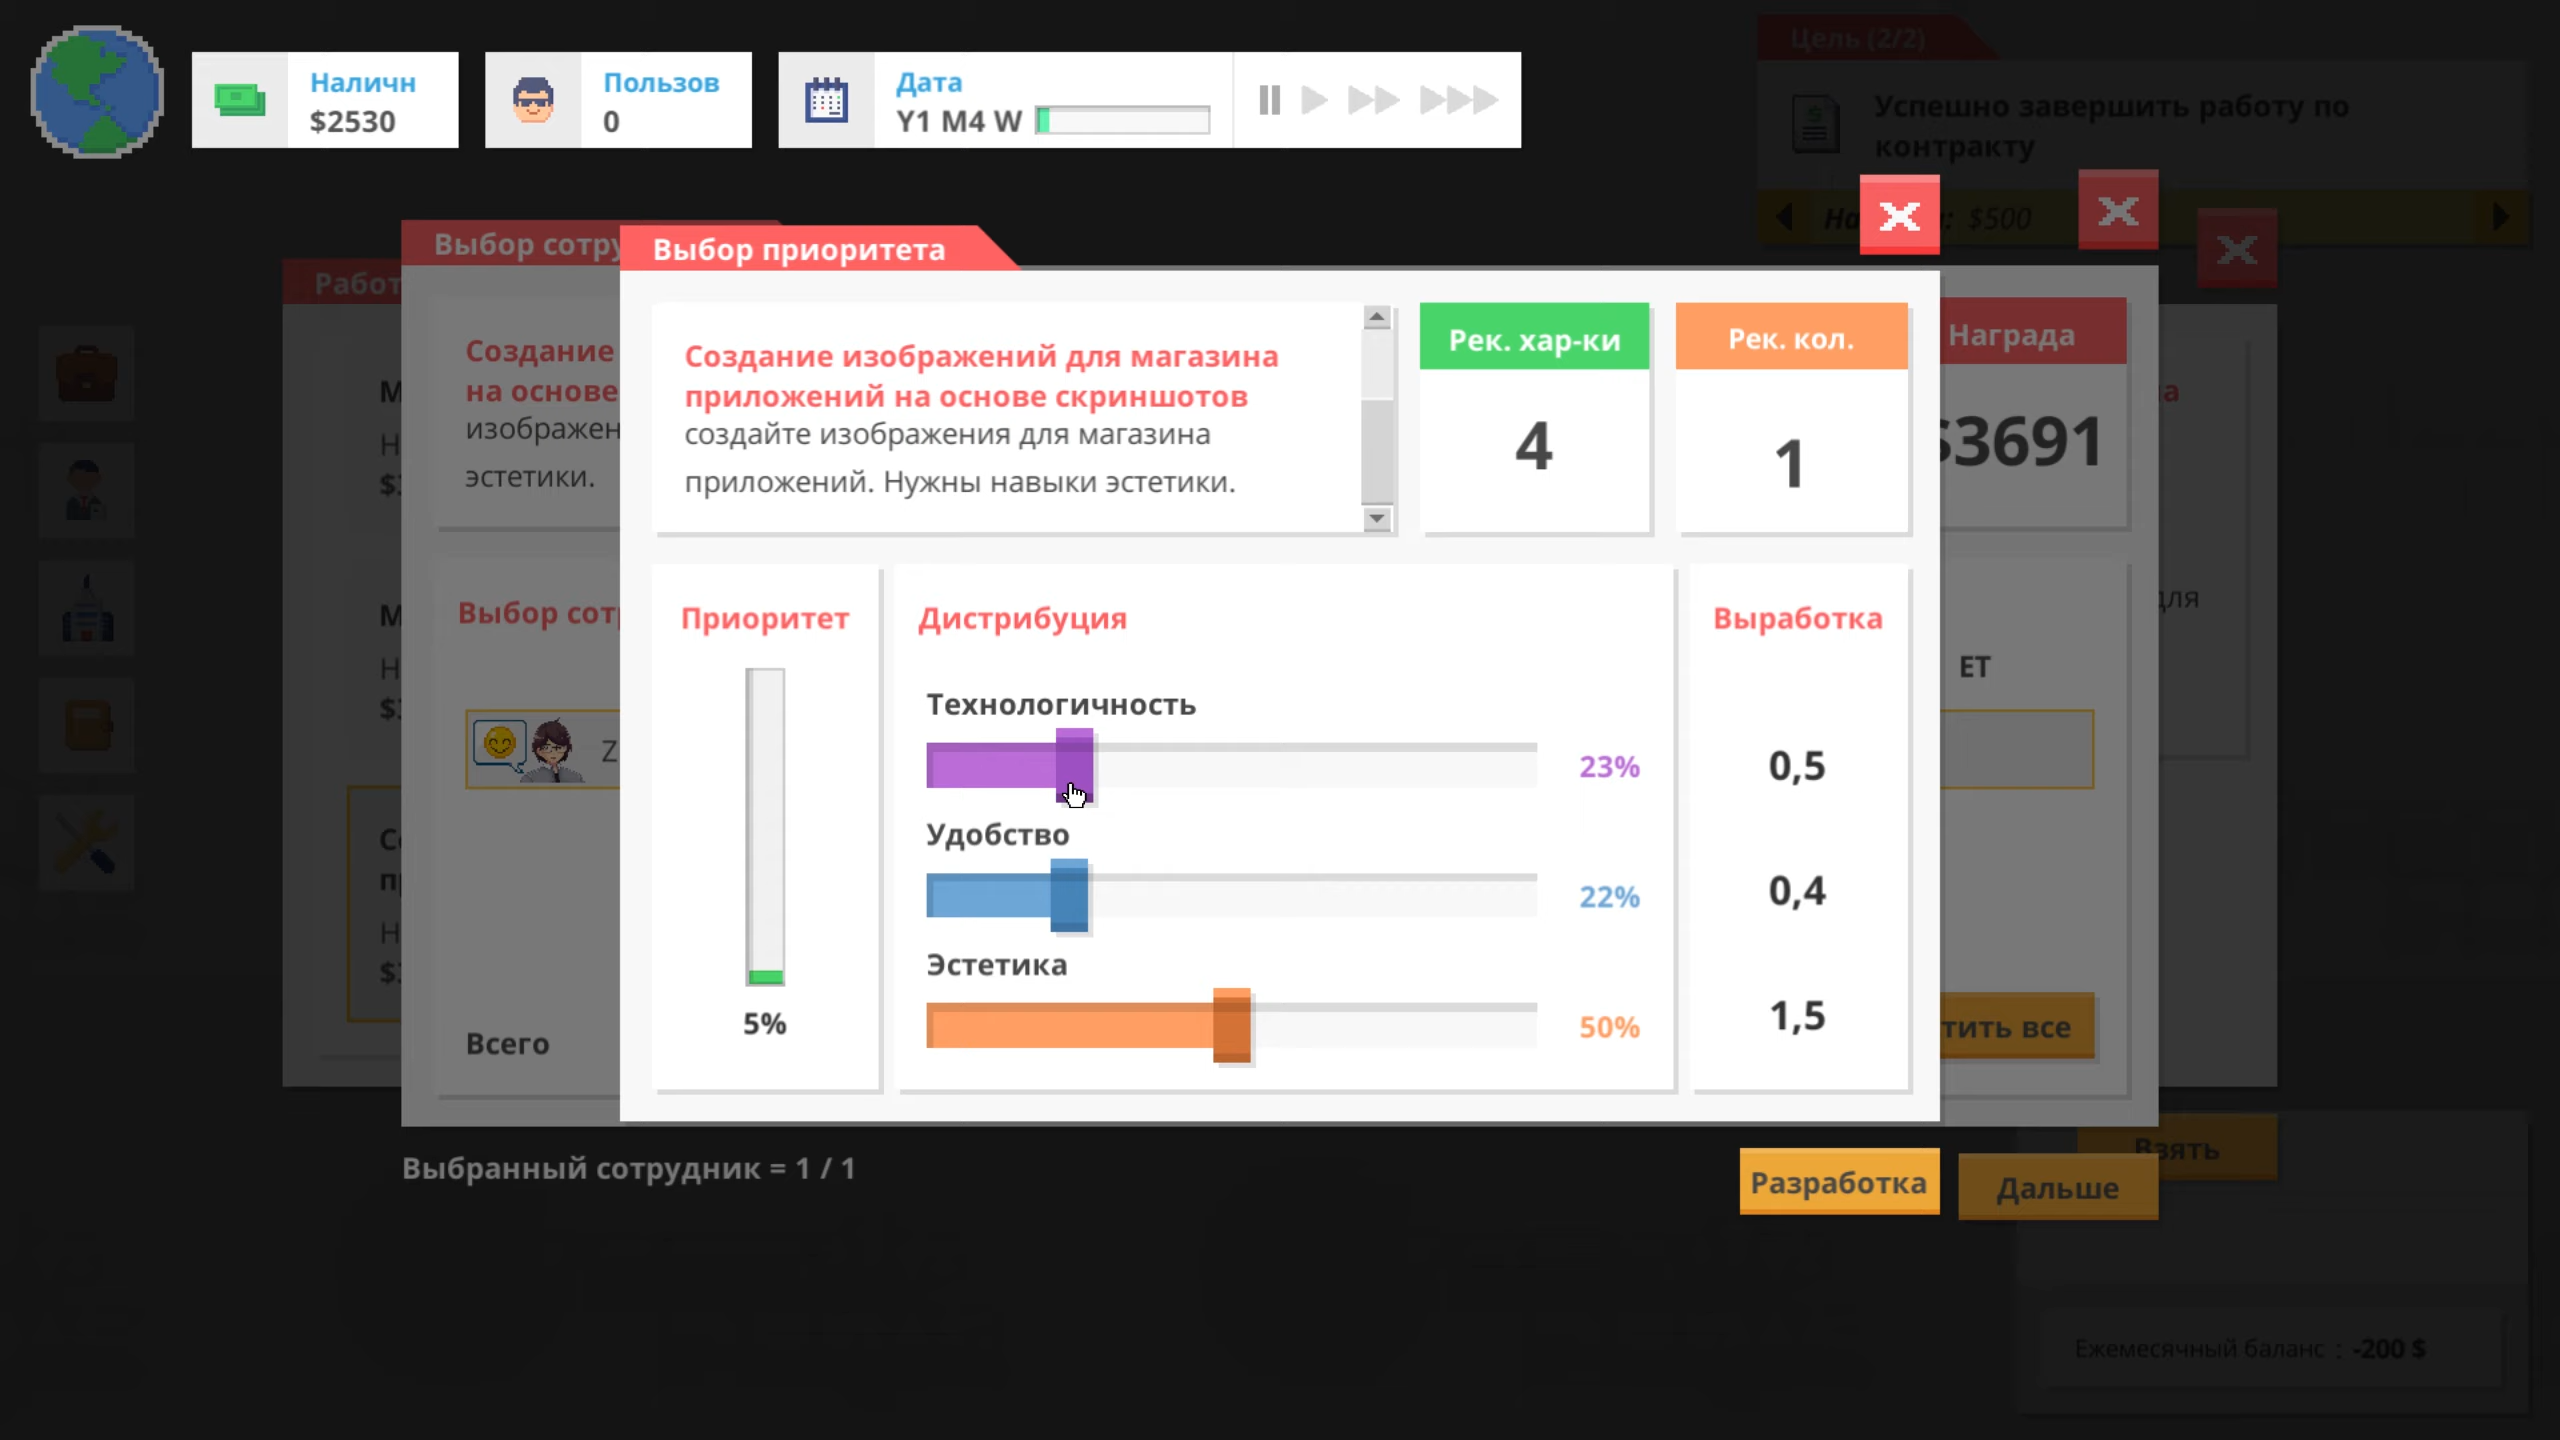 Наличн
$2530
Пользов
0
Дата
Y1 M4 W
Цель (2/2)
Успешно завершить работу по
контракту
$500
Работ
Выбор сотру
Выбор приоритета
Создание
на основе
изображен
эстетики.
Создание изображений для магазина
приложений на основе скриншотов
создайте изображения для магазина
приложений. Нужны навыки эстетики.
Рек. хар-ки
4
Рек. кол.
1
Награда
$3691
Выбор сот
Z
Всего
Приоритет
5%
Дистрибуция
Технологичность
23%
Удобство
22%
Эстетика
50%
Выработка
0,5
0,4
1,5
для
ЕТ
тить все
Выбранный сотрудник = 1 / 1
Разработка
Дальше
Взять
Ежемесячный баланс : -200 $